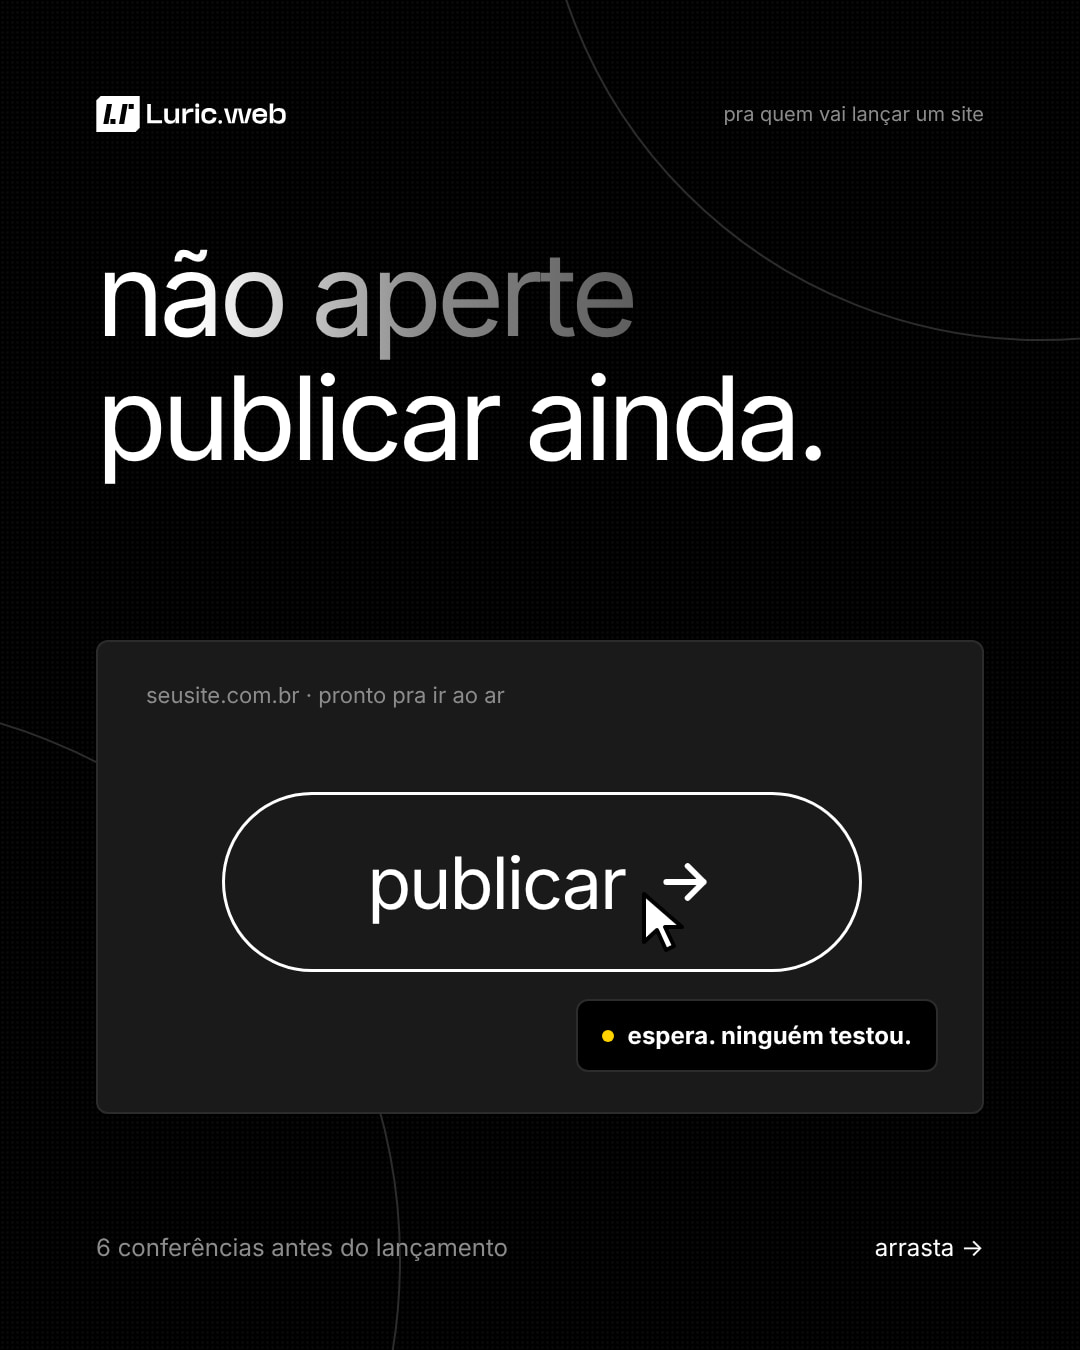 Luric.web
pra quem vai lançar um site
não aperte
publicar ainda.
seusite.com.br · pronto pra ir ao ar
publicar →
espera. ninguém testou.
6 conferências antes do lançamento
arrasta →